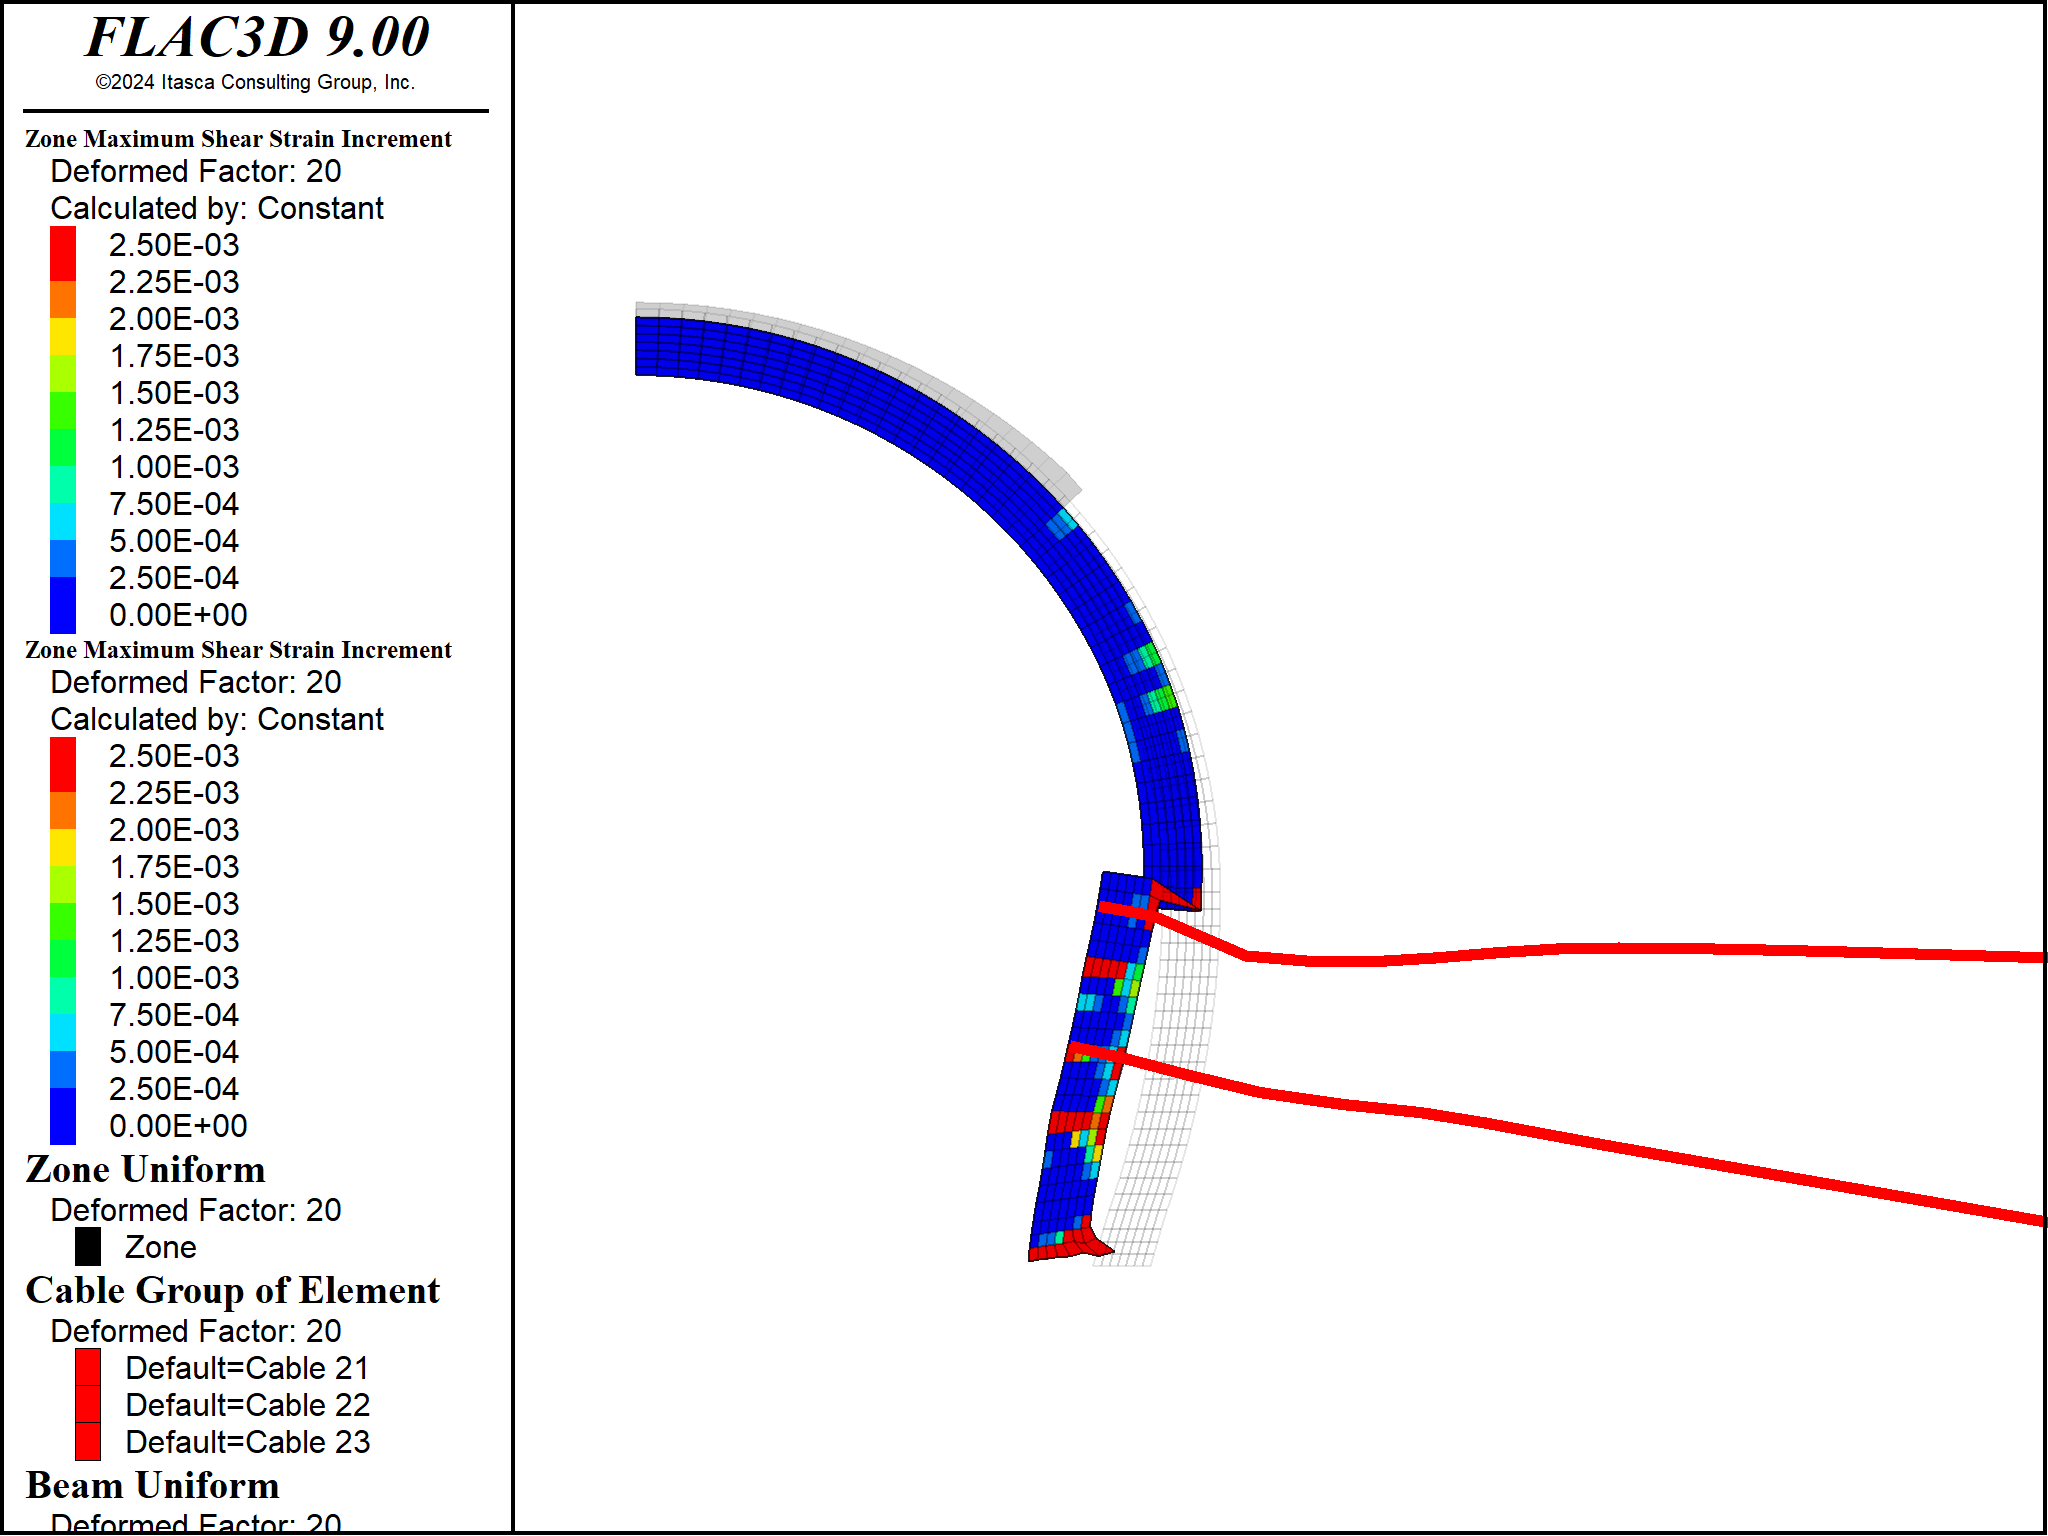 FLAC3D 9.00
©2024 Itasca Consulting Group, Inc.
Zone Maximum Shear Strain Increment
Deformed Factor: 20
Calculated by: Constant
2.50E-03
2.25E-03
2.00E-03
1.75E-03
1.50E-03
1.25E-03
1.00E-03
7.50E-04
5.00E-04
2.50E-04
0.00E+00
Zone Maximum Shear Strain Increment
Deformed Factor: 20
Calculated by: Constant
2.50E-03
2.25E-03
2.00E-03
1.75E-03
1.50E-03
1.25E-03
1.00E-03
7.50E-04
5.00E-04
2.50E-04
0.00E+00
Zone Uniform
Deformed Factor: 20
Zone
Cable Group of Element
Deformed Factor: 20
Default=Cable 21
Default=Cable 22
Default=Cable 23
Beam Uniform
Deformed Factor: 20